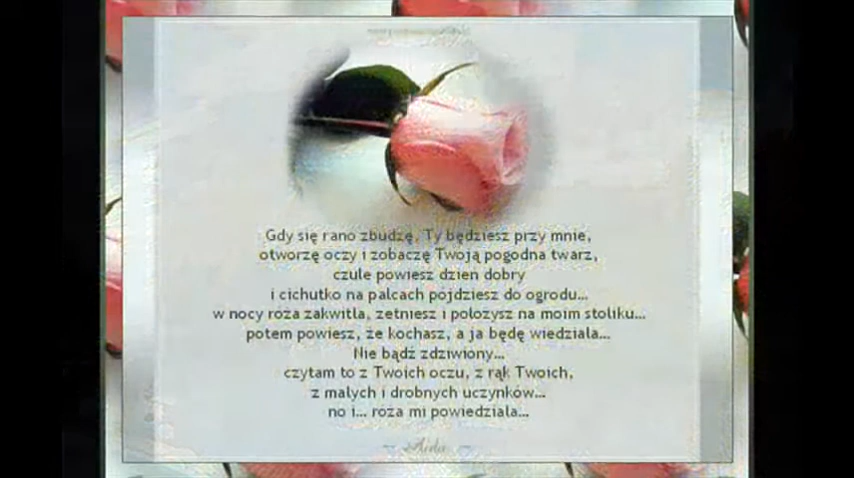 Gdy się rano zbudzę, Ty będziesz przy mnie,
otworzę oczy i zobaczę Twoją pogodna twarz,
czule powiesz dzien dobry
i cichutko na palcach pójdziesz do ogrodu...
w nocy róża zakwitla, zetniesz i polozysz na moim stoliku...
potem powiesz, że kochasz, a ja będę wiedziala...
Nie bądź zdziwiony...
czytam to z Twoich oczu, z rąk Twoich,
z malych i drobnych uczynków...
no i... roza mi powiedziala...